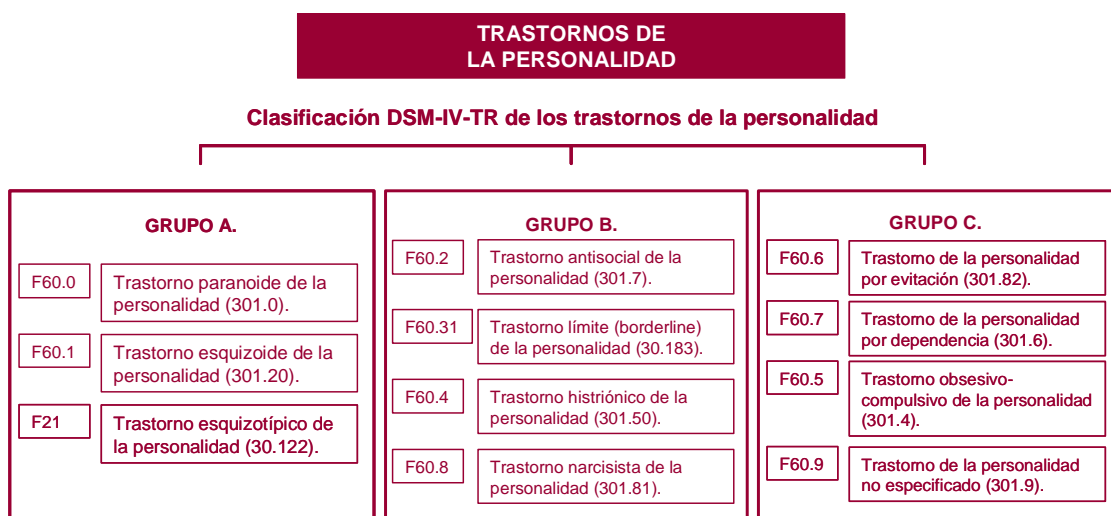 TRASTORNOS DE
LA PERSONALIDAD
Clasificación DSM-IV-TR de los trastornos de la personalidad
GRUPO A.
F60.0
Trastorno paranoide de la
personalidad (301.0).
F60.1
Trastorno esquizoide de la
personalidad (301.20).
F21
Trastorno esquizotípico de
la personalidad (30.122).
GRUPO B.
F60.2
Trastorno antisocial de la
personalidad (301.7).
F60.31
Trastorno límite (borderline)
de la personalidad (30.183).
F60.4
Trastorno histriónico de la
personalidad (301.50).
F60.8
Trastorno narcisista de la
personalidad (301.81).
GRUPO C.
F60.6
Trastorno de la personalidad
por evitación (301.82).
F60.7
Trastorno de la personalidad
por dependencia (301.6).
F60.5
Trastorno obsesivo-
compulsivo de la personalidad
(301.4).
F60.9
Trastorno de la personalidad
no especificado (301.9).